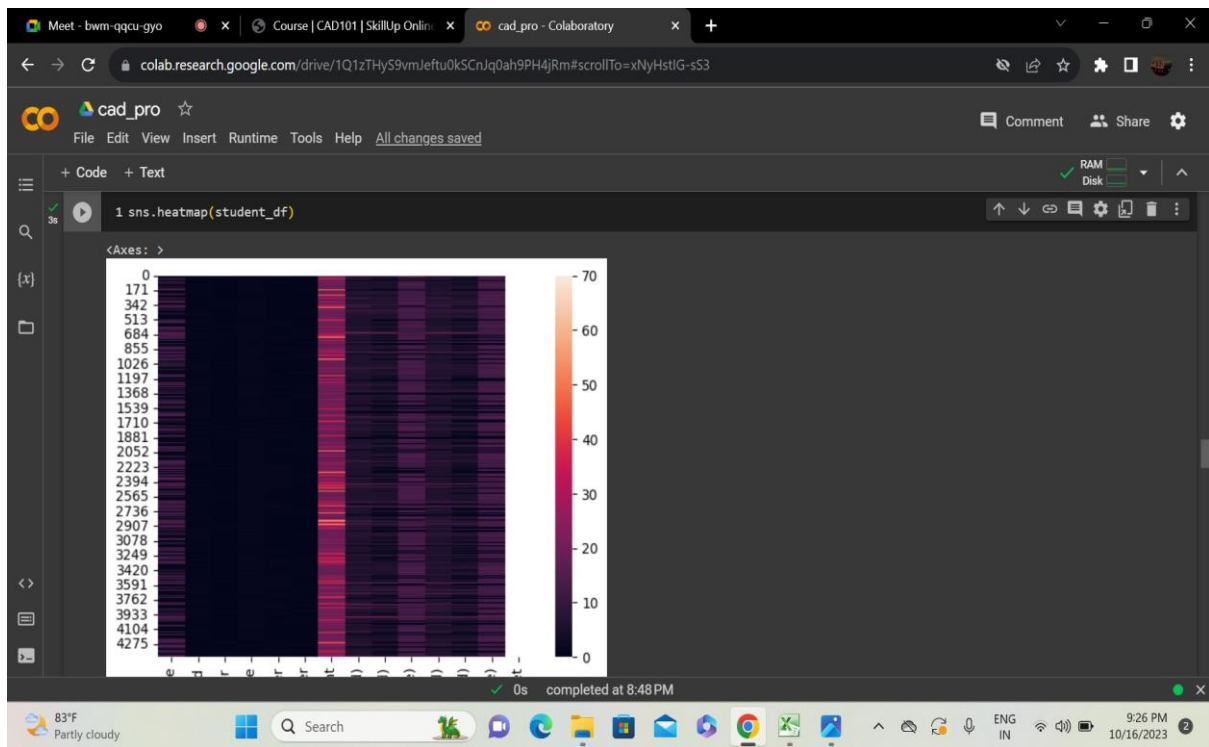 Meet - bwm-qqcu-gyo
Course | CAD101 | SkillUp Online
cad_pro - Colaboratory
colab.research.google.com/drive/1Q1zTHyS9vmJeftu0kSCnJq0ah9PH4jRm#scrollTo=xNyHstIG-sS3
cad_pro
Comment
Share
File Edit View Insert Runtime Tools Help All changes saved
+ Code + Text
RAM
Disk
3s
1 sns.heatmap(student_df)
<Axes: >
{x}
0
171
342
513
684
855
1026
1197
1368
1539
1710
1881
2052
2223
2394
2565
2736
2907
3078
3249
3420
3591
3762
3933
4104
4275
70
60
50
40
30
20
10
0
0s completed at 8:48 PM
83°F
Partly cloudy
Search
ENG
IN
9:26 PM
10/16/2023
2